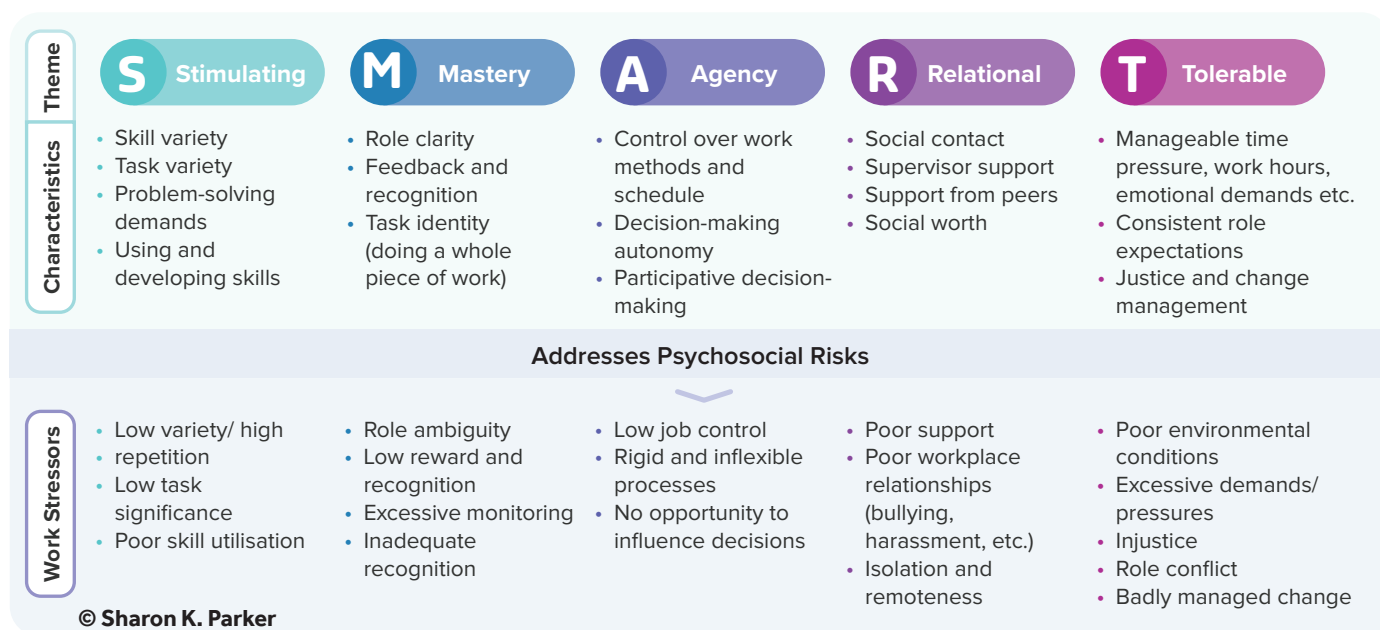 Theme
S Stimulating
M Mastery
A Agency
R Relational
T Tolerable
Characteristics
• Skill variety
• Task variety
• Problem-solving
demands
• Using and
developing skills
• Role clarity
• Feedback and
recognition
• Task identity
(doing a whole
piece of work)
• Control over work
methods and
schedule
• Decision-making
autonomy
• Participative decision-
making
• Social contact
• Supervisor support
• Support from peers
• Social worth
• Manageable time
pressure, work hours,
emotional demands etc.
• Consistent role
expectations
• Justice and change
management
Addresses Psychosocial Risks
Work Stressors
• Low variety/ high
• repetition
• Low task
significance
• Poor skill utilisation
• Role ambiguity
• Low reward and
recognition
• Excessive monitoring
• Inadequate
recognition
• Low job control
• Rigid and inflexible
processes
• No opportunity to
influence decisions
• Poor support
• Poor workplace
relationships
(bullying,
harassment, etc.)
• Isolation and
remoteness
• Poor environmental
conditions
• Excessive demands/
pressures
• Injustice
• Role conflict
• Badly managed change
© Sharon K. Parker